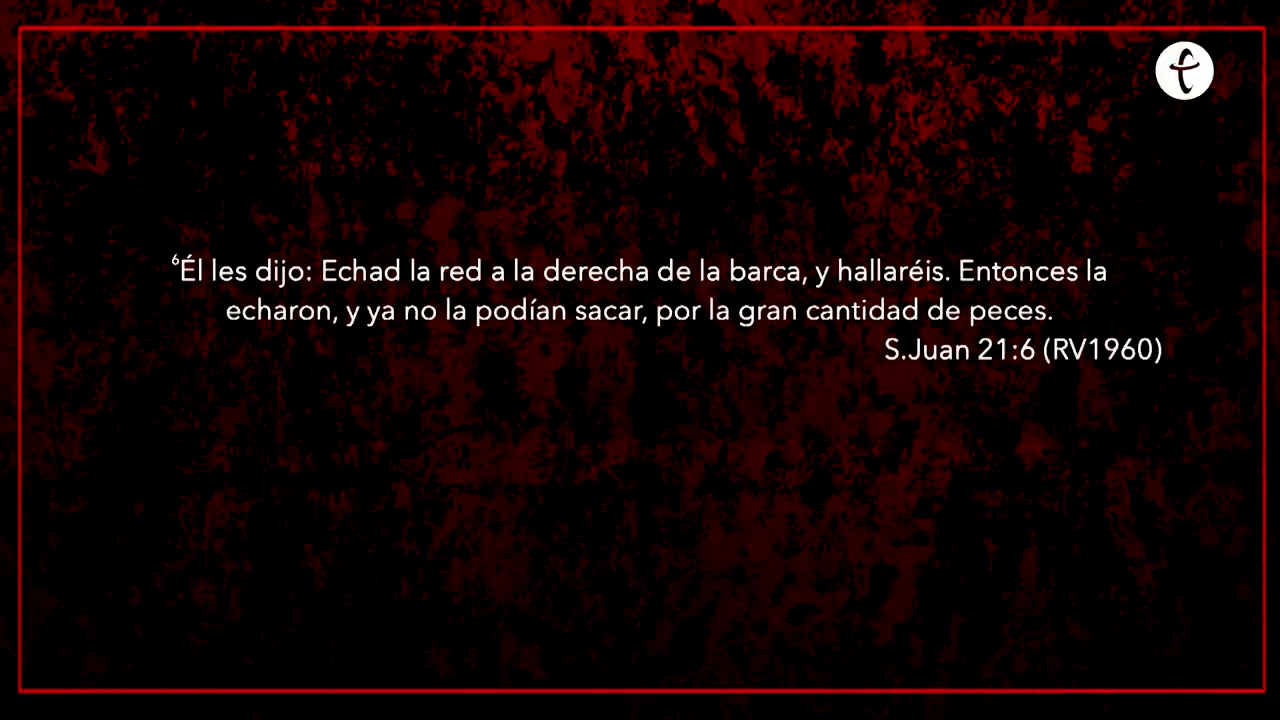 ⁶Él les dijo: Echad la red a la derecha de la barca, y hallaréis. Entonces la
echaron, y ya no la podían sacar, por la gran cantidad de peces.
S.Juan 21:6 (RV1960)